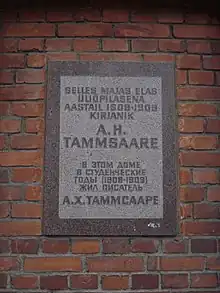 SELLES MAJAS ELAS
ÜLIÕPILASENA
AASTAIL 1908-1909
KIRJANIK
A.H.
TAMMSAARE
В ЭТОМ ДОМЕ
В СТУДЕНЧЕСКИЕ
ГОДЫ (1908-1909)
ЖИЛ ПИСАТЕЛЬ
А.Х.ТАММСААРЕ